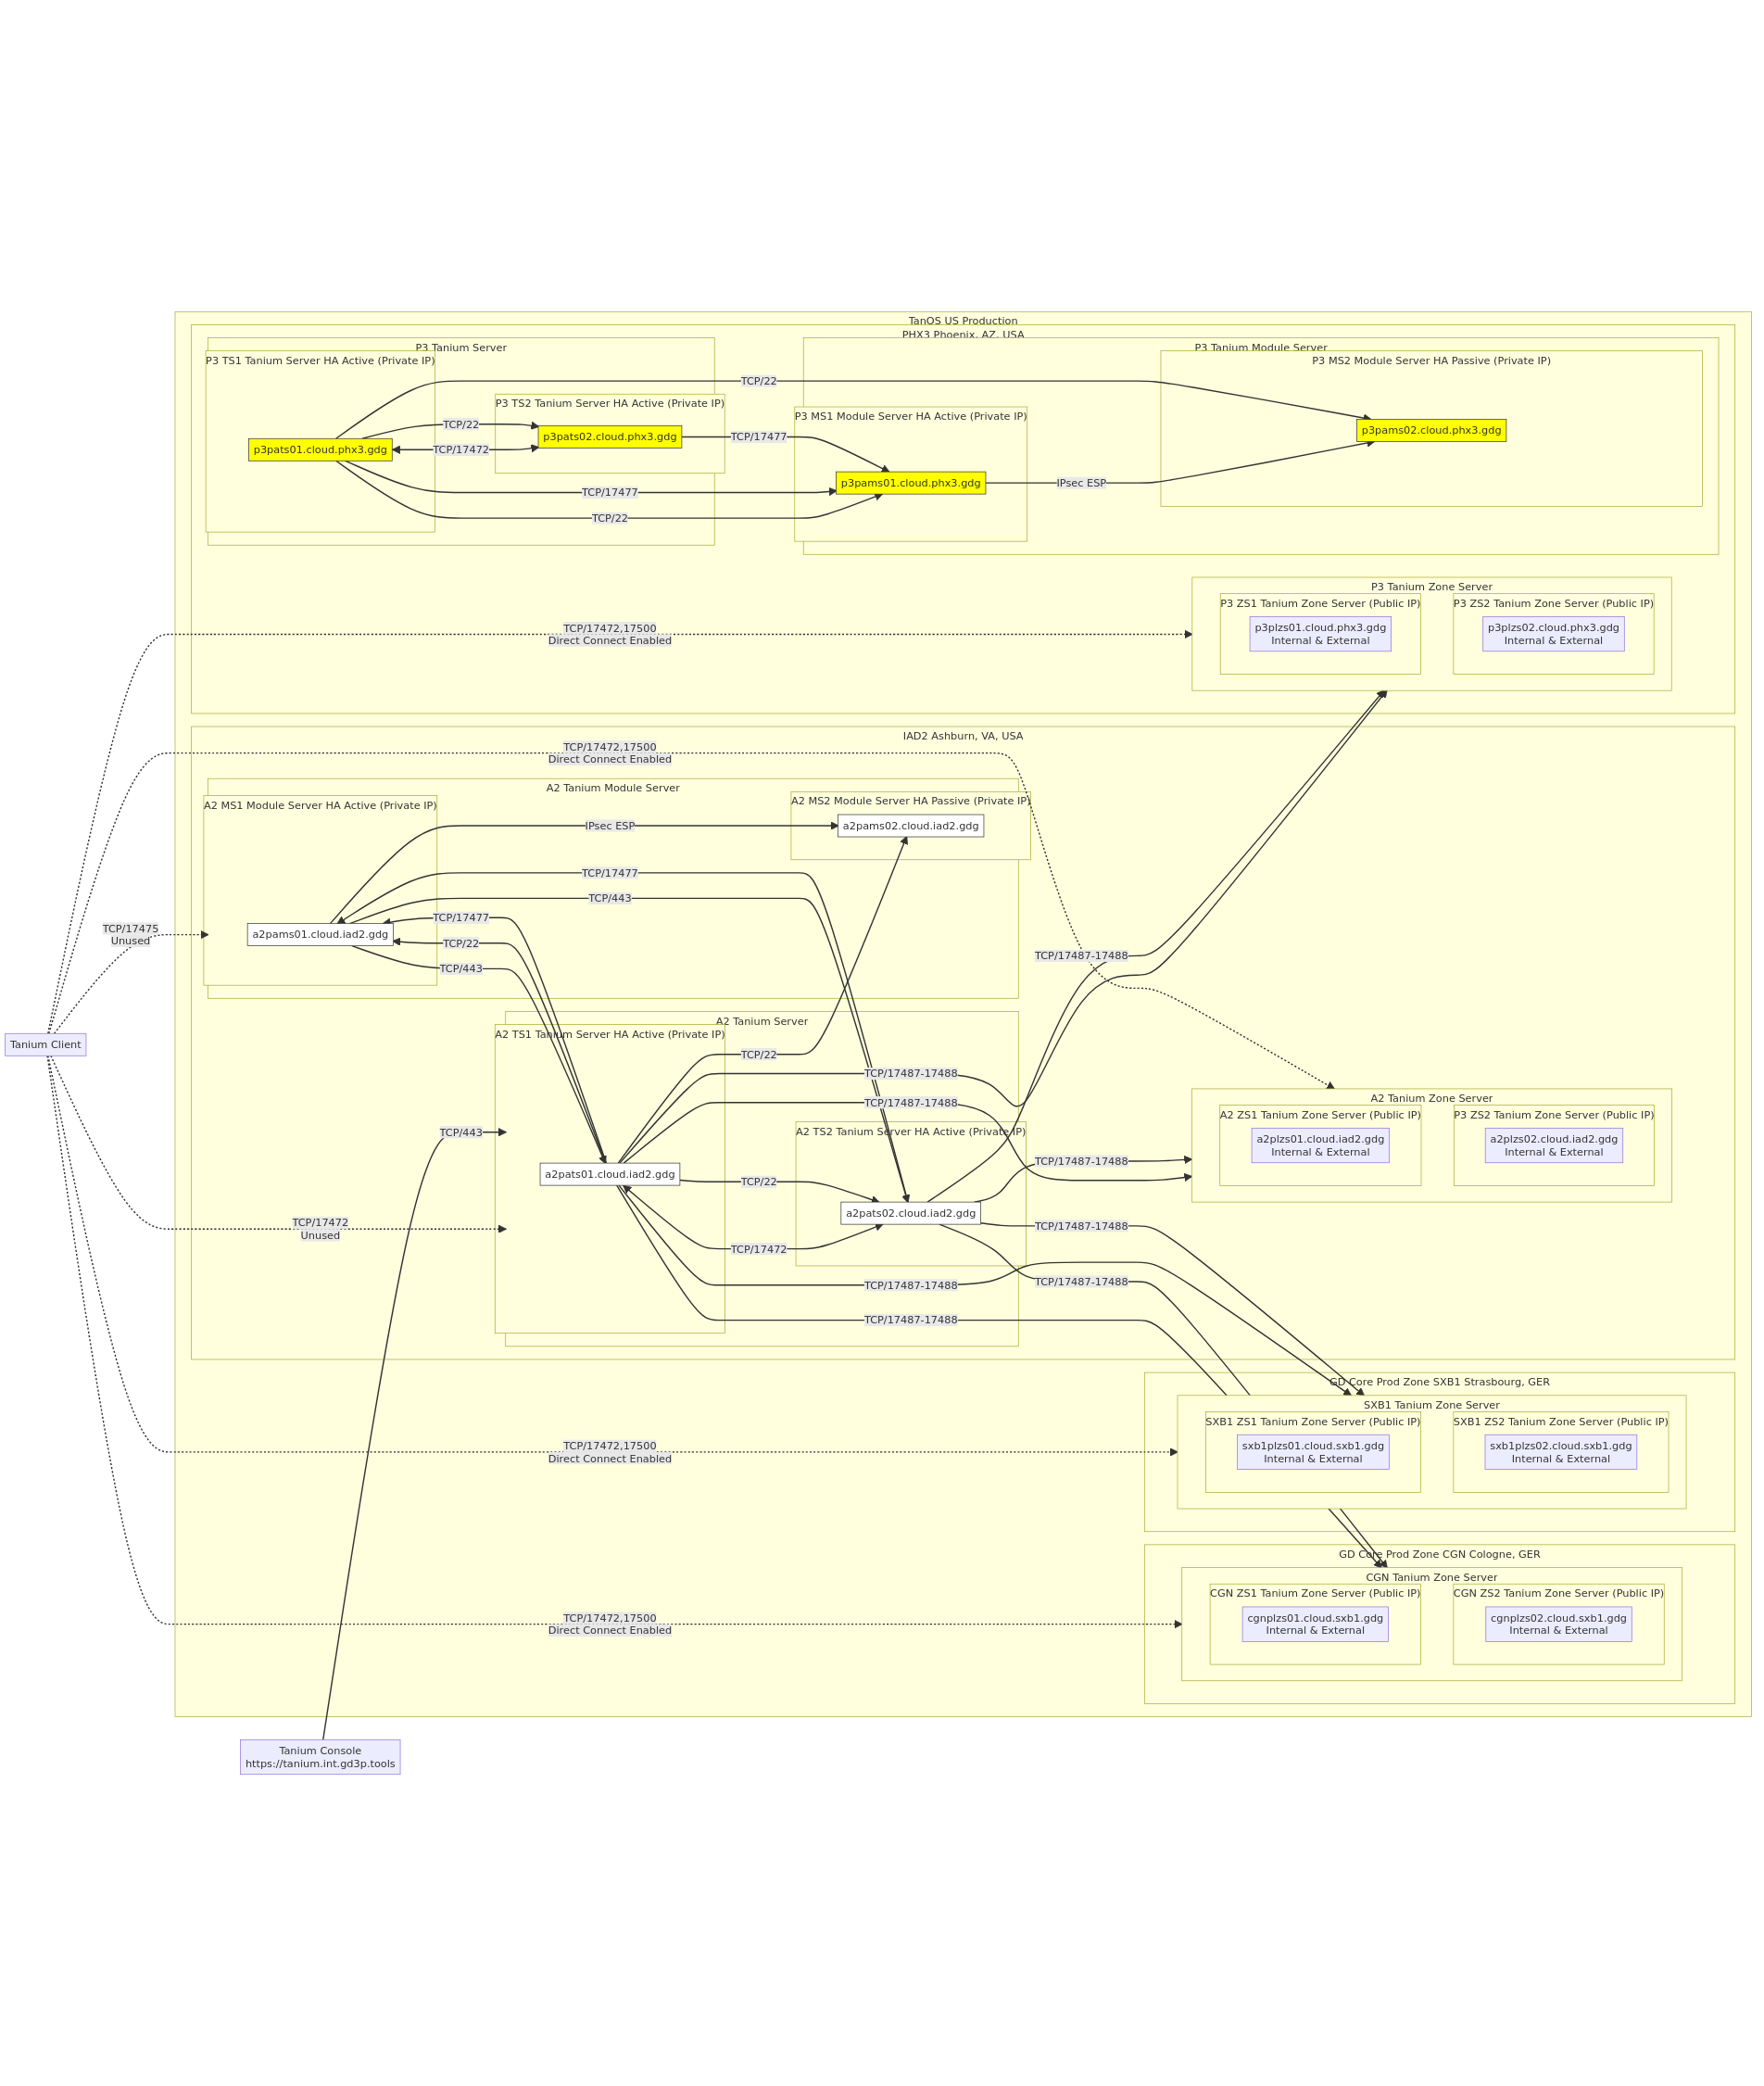 TanOS US Production
PHX3 Phoenix, AZ, USA
P3 Tanium Server
P3 Tanium Module Server
P3 TS1 Tanium Server HA Active (Private IP)
P3 MS2 Module Server HA Passive (Private IP)
TCP/22
P3 TS2 Tanium Server HA Active (Private IP)
P3 MS1 Module Server HA Active (Private IP)
TCP/22
p3pats02.cloud.phx3.gdg
TCP/17477
p3pams02.cloud.phx3.gdg
p3pats01.cloud.phx3.gdg
TCP/17472
p3pams01.cloud.phx3.gdg
IPsec ESP
TCP/17477
TCP/22
P3 Tanium Zone Server
P3 ZS1 Tanium Zone Server (Public IP)
P3 ZS2 Tanium Zone Server (Public IP)
p3plzs01.cloud.phx3.gdg
Internal & External
p3plzs02.cloud.phx3.gdg
Internal & External
TCP/17472,17500
Direct Connect Enabled
IAD2 Ashburn, VA, USA
TCP/17472,17500
Direct Connect Enabled
A2 Tanium Module Server
A2 MS1 Module Server HA Active (Private IP)
A2 MS2 Module Server HA Passive (Private IP)
IPsec ESP
a2pams02.cloud.iad2.gdg
TCP/17477
TCP/443
TCP/17477
TCP/17475
Unused
a2pams01.cloud.iad2.gdg
TCP/22
TCP/17487-17488
TCP/443
A2 Tanium Server
A2 TS1 Tanium Server HA Active (Private IP)
Tanium Client
TCP/22
TCP/17487-17488
TCP/17487-17488
A2 Tanium Zone Server
A2 ZS1 Tanium Zone Server (Public IP)
P3 ZS2 Tanium Zone Server (Public IP)
TCP/443
A2 TS2 Tanium Server HA Active (Private IP)
a2plzs01.cloud.iad2.gdg
Internal & External
a2plzs02.cloud.iad2.gdg
Internal & External
TCP/17487-17488
a2pats01.cloud.iad2.gdg
TCP/22
a2pats02.cloud.iad2.gdg
TCP/17472
Unused
TCP/17487-17488
TCP/17472
TCP/17487-17488
TCP/17487-17488
TCP/17487-17488
GD Core Prod Zone SXB1 Strasbourg, GER
SXB1 Tanium Zone Server
SXB1 ZS1 Tanium Zone Server (Public IP)
SXB1 ZS2 Tanium Zone Server (Public IP)
TCP/17472,17500
Direct Connect Enabled
sxb1plzs01.cloud.sxb1.gdg
Internal & External
sxb1plzs02.cloud.sxb1.gdg
Internal & External
GD Core Prod Zone CGN Cologne, GER
CGN Tanium Zone Server
CGN ZS1 Tanium Zone Server (Public IP)
CGN ZS2 Tanium Zone Server (Public IP)
TCP/17472,17500
Direct Connect Enabled
cgnplzs01.cloud.sxb1.gdg
Internal & External
cgnplzs02.cloud.sxb1.gdg
Internal & External
Tanium Console
https://tanium.int.gd3p.tools